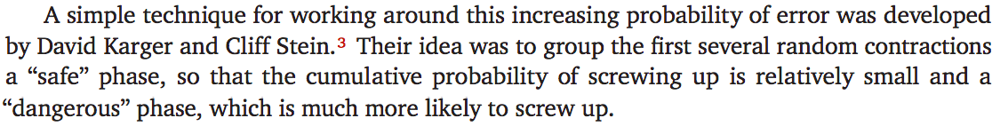 A simple technique for working around this increasing probability of error was developed
by David Karger and Cliff Stein.³ Their idea was to group the first several random contractions
a “safe” phase, so that the cumulative probability of screwing up is relatively small and a
“dangerous” phase, which is much more likely to screw up.